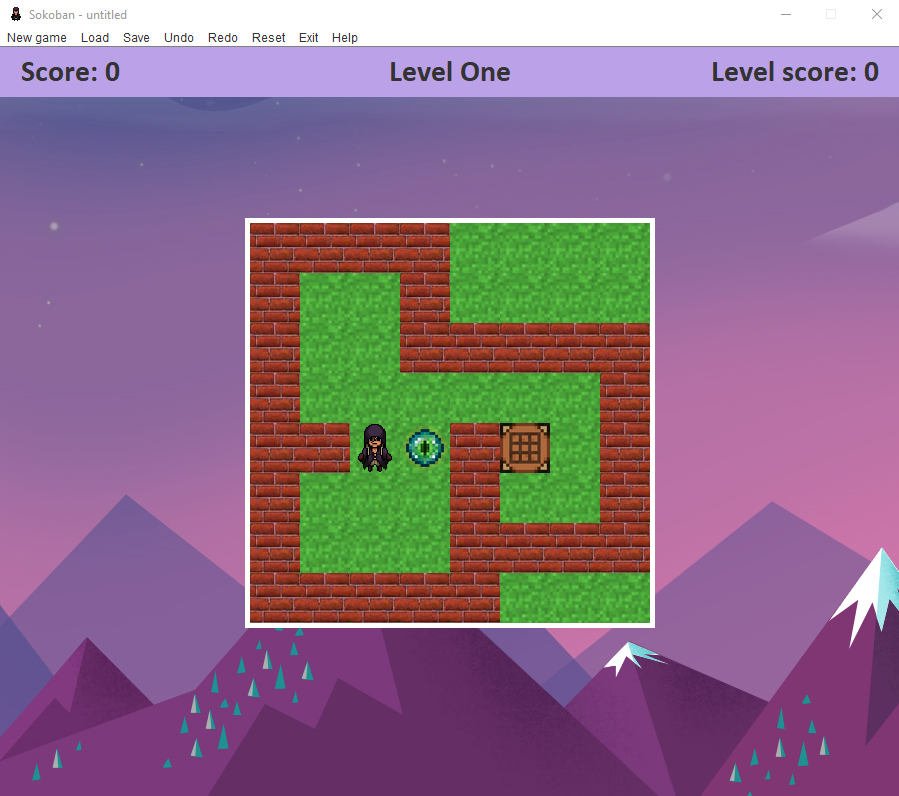 Sokoban - untitled
New game Load Save Undo Redo Reset Exit Help
Score: 0 Level One Level score: 0